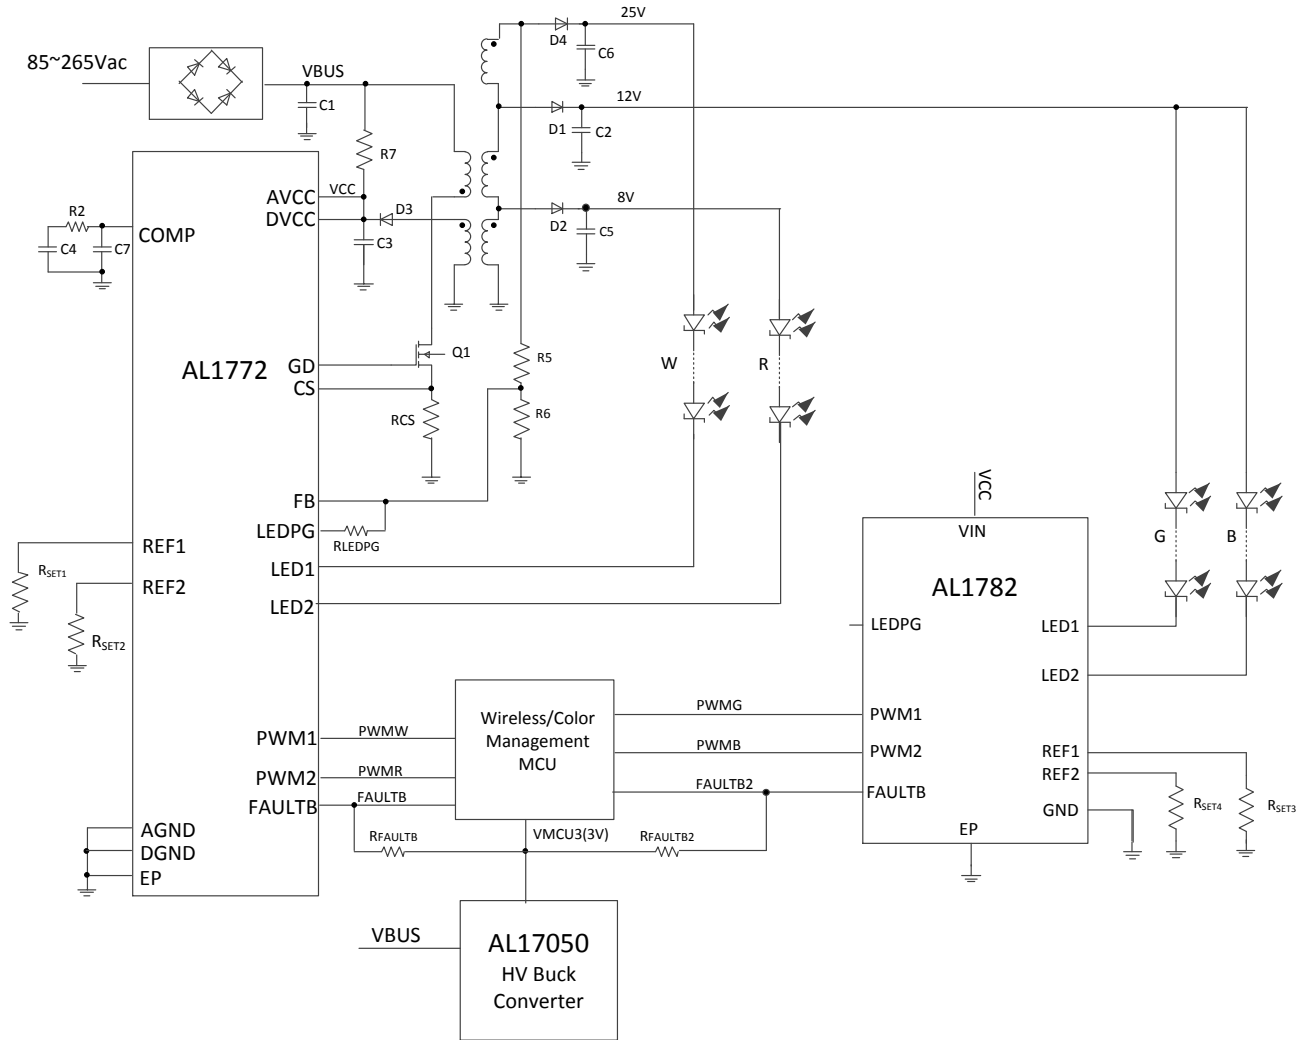 25V
D4
C6
85~265Vac
VBUS
C1
12V
D1
C2
R7
AVCC
VCC
DVCC
D3
C3
8V
D2
C5
R2
COMP
C4
C7
AL1772
GD
Q1
CS
RCS
R5
R6
W
R
FB
LEDPG
RLEDPG
LED1
LED2
REF1
RSET1
REF2
RSET2
VCC
VIN
AL1782
G
B
LEDPG
LED1
LED2
PWM1
PWMW
PWM2
PWMR
FAULTB
FAULTB
Wireless/Color
Management
MCU
PWMG
PWM1
PWMB
PWM2
FAULTB2
FAULTB
REF1
REF2
RSET4
RSET3
GND
EP
AGND
DGND
EP
RFAULTB
VMCU3(3V)
RFAULTB2
VBUS
AL17050
HV Buck
Converter